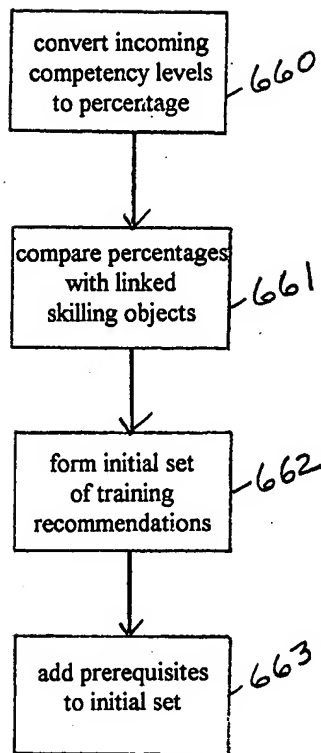 convert incoming
competency levels
to percentage
660
compare percentages
with linked
skilling objects
661
form initial set
of training
recommendations
662
add prerequisites
to initial set
663